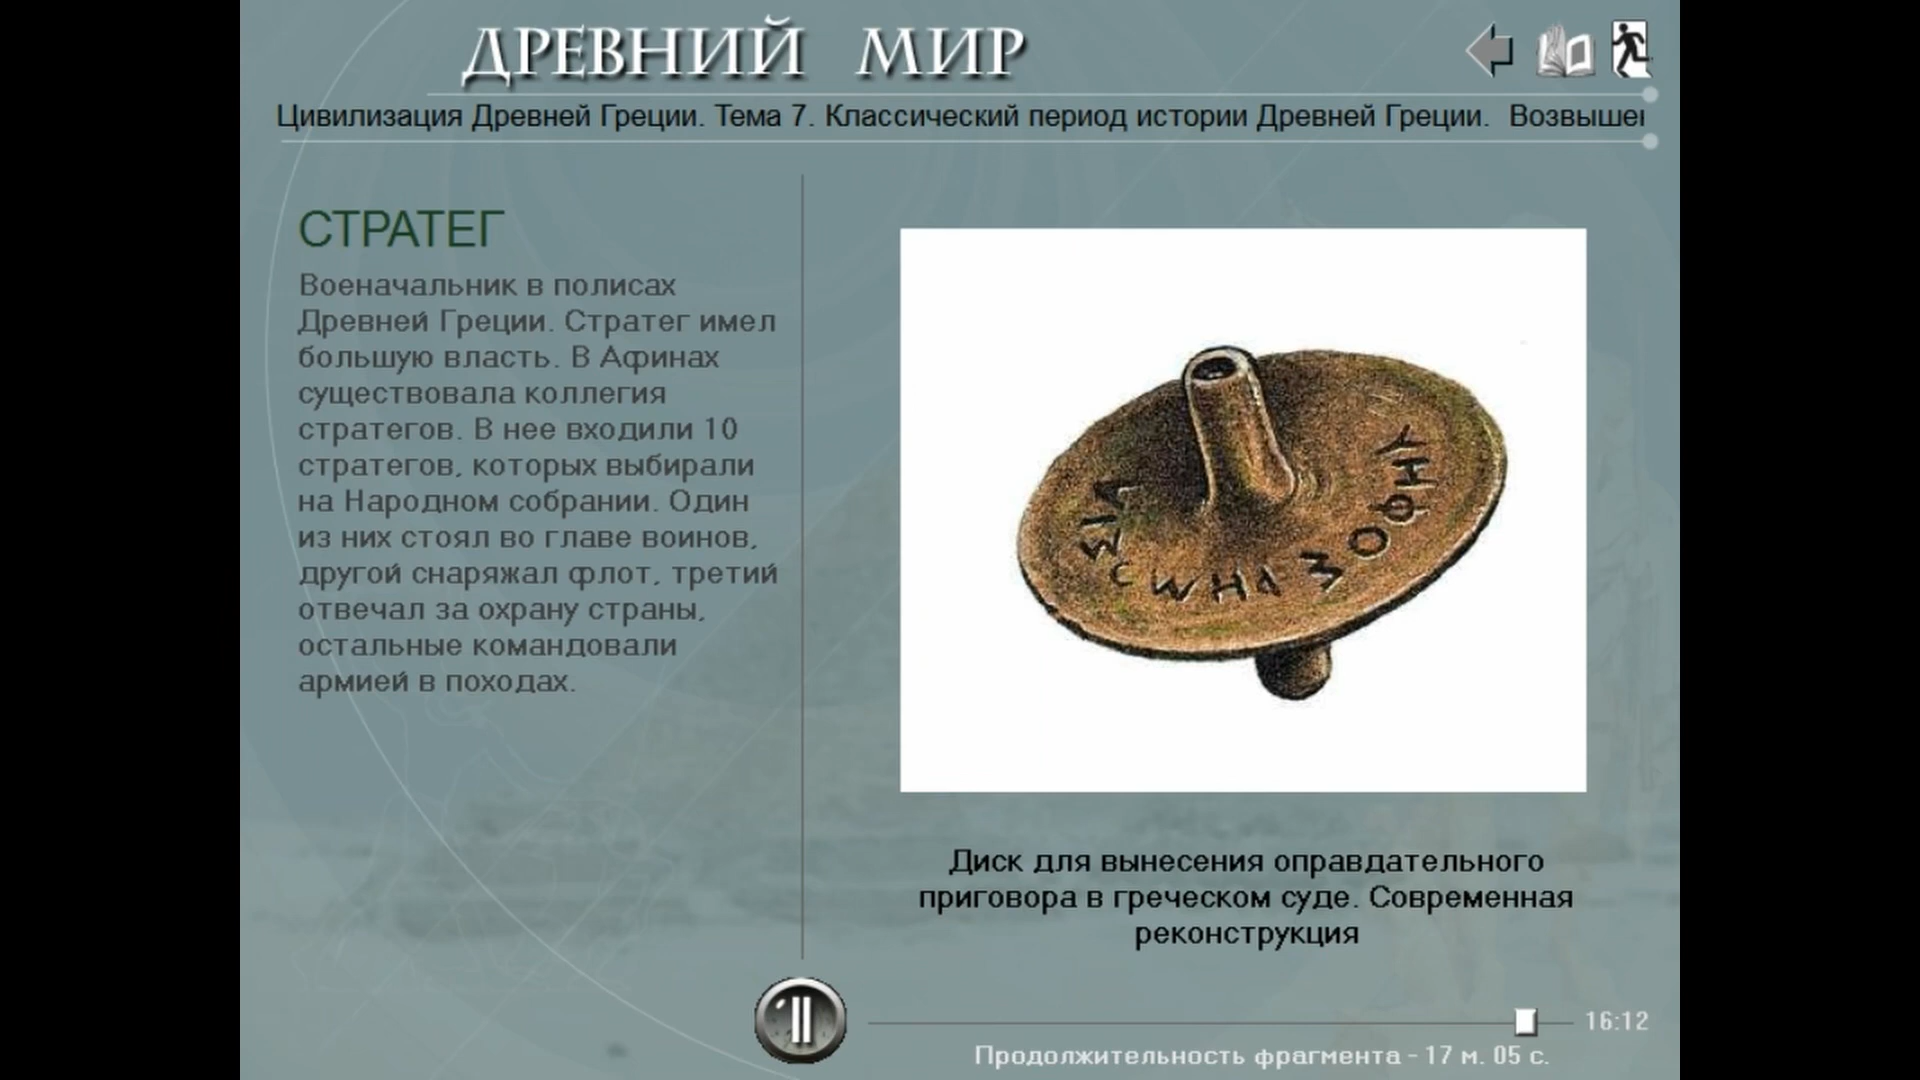 ДРЕВНИЙ МИР
Цивилизация Древней Греции. Тема 7. Классический период истории Древней Греции. Возвышен
СТРАТЕГ
Военачальник в полисах
Древней Греции. Стратег имел
большую власть. В Афинах
существовала коллегия
стратегов. В нее входили 10
стратегов, которых выбирали
на Народном собрании. Один
из них стоял во главе воинов,
другой снаряжал флот, третий
отвечал за охрану страны,
остальные командовали
армией в походах.
Диск для вынесения оправдательного
приговора в греческом суде. Современная
реконструкция
16:12
Продолжительность фрагмента - 17 м. 05 с.